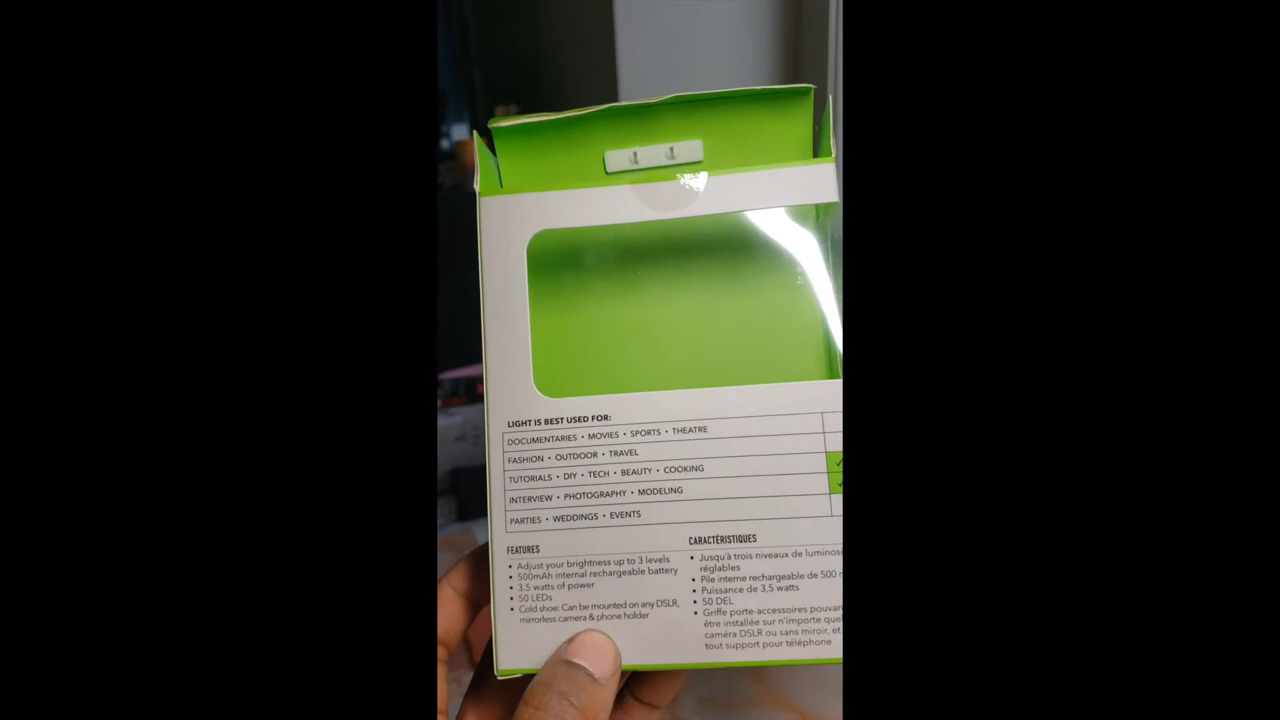 LIGHT IS BEST USED FOR:
DOCUMENTARIES • MOVIES • SPORTS • THEATRE
FASHION • OUTDOOR • TRAVEL
TUTORIALS • DIY • TECH • BEAUTY • COOKING
INTERVIEW • PHOTOGRAPHY • MODELING
PARTIES • WEDDINGS • EVENTS
FEATURES
• Adjust your brightness up to 3 levels
• 500mAh internal rechargeable battery
• 3.5 watts of power
• 50 LEDs
• Cold shoe: Can be mounted on any DSLR,
mirrorless camera & phone holder
CARACTÉRISTIQUES
• Jusqu'à trois niveaux de
réglables
• Pile interne rechargeable de 500
• Puissance de 3,5 watts
• 50 DEL
• Griffe porte-accessoires
être installée sur n'importe
caméra DSLR ou sans miroir, et
tout support pour téléphone